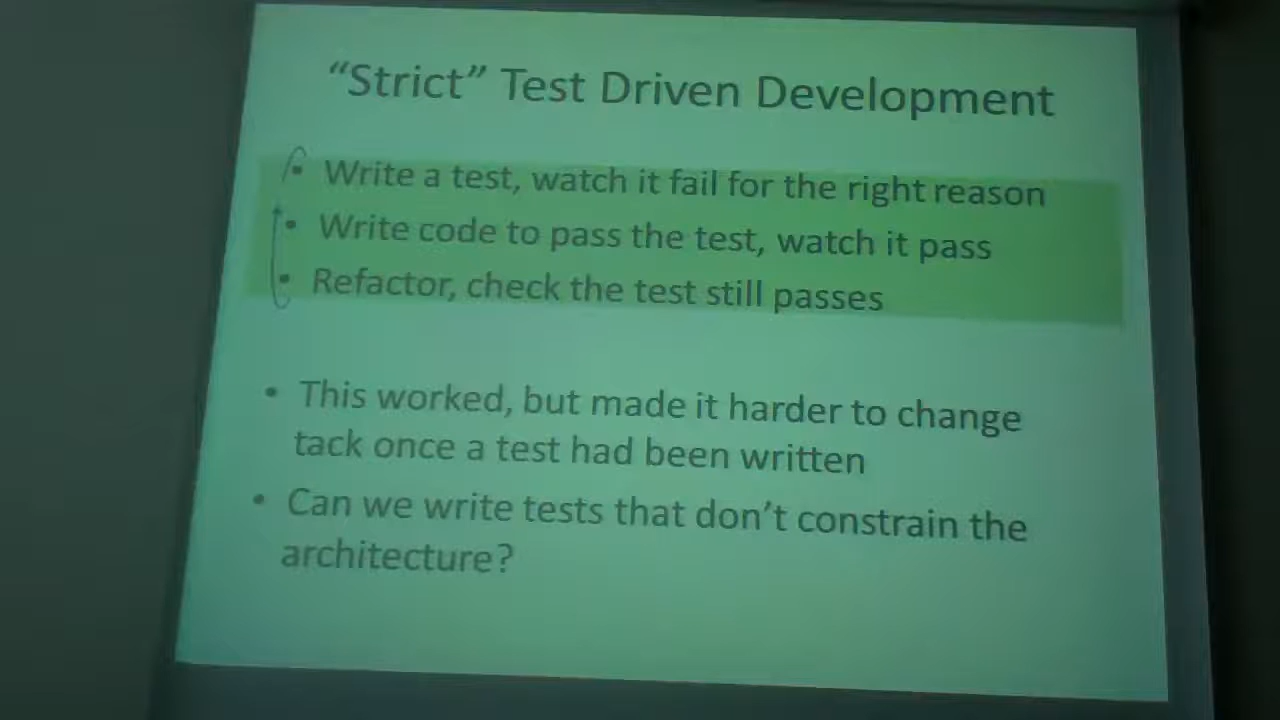 “Strict” Test Driven Development
• Write a test, watch it fail for the right reason
• Write code to pass the test, watch it pass
• Refactor, check the test still passes
• This worked, but made it harder to change
tack once a test had been written
• Can we write tests that don’t constrain the
architecture?